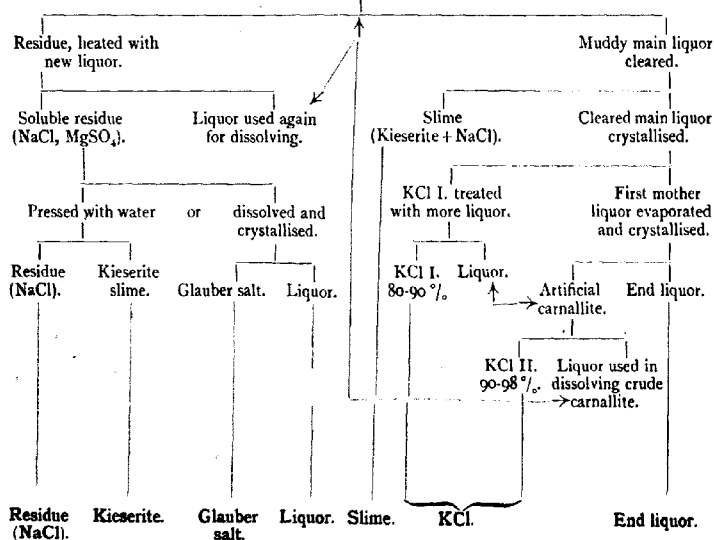 Residue, heated with
new liquor.
Muddy main liquor
cleared.
Soluble residue
(NaCl, MgSO₄).
Liquor used again
for dissolving.
Slime
(Kieserite + NaCl).
Cleared main liquor
crystallised.
KCl I. treated
with more liquor.
First mother
liquor evaporated
and crystallised.
Pressed with water
or
dissolved and
crystallised.
Residue
(NaCl).
Kieserite
slime.
Glauber salt.
Liquor.
KCl I.
80-90 %.
Liquor.
Artificial
carnallite.
End liquor.
KCl II.
90-98 %.
Liquor used in
dissolving crude
carnallite.
Residue
(NaCl).
Kieserite.
Glauber
salt.
Liquor.
Slime.
KCl.
End liquor.